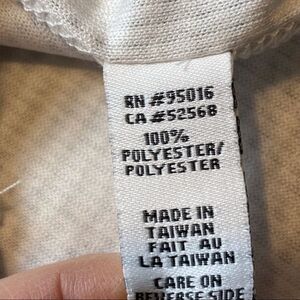 RN #95016
CA #52568
100%
POLYESTER/
POLYESTER
MADE IN
TAIWAN
FAIT AU
LA TAIWAN
CARE ON
REVERSE SIDE